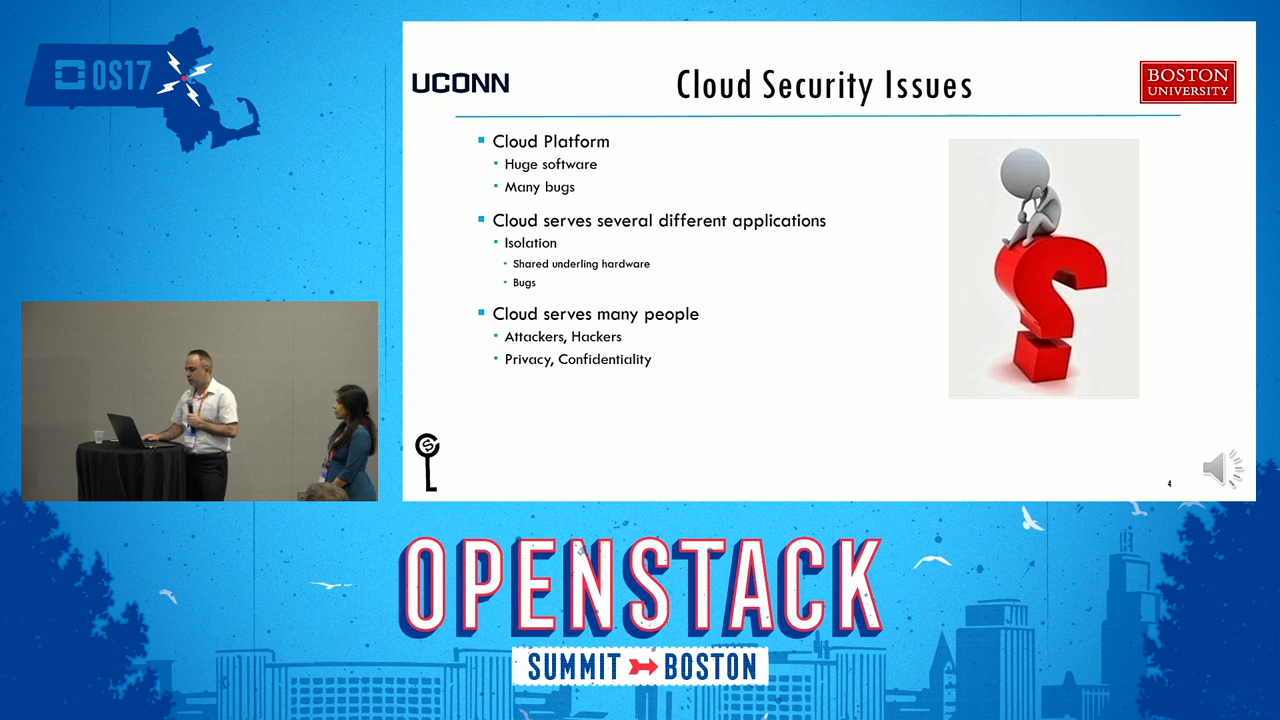 OS17
UCONN
Cloud Security Issues
BOSTON
UNIVERSITY
Cloud Platform
Huge software
Many bugs
Cloud serves several different applications
Isolation
Shared underling hardware
Bugs
Cloud serves many people
Attackers, Hackers
Privacy, Confidentiality
4
OPENSTACK
SUMMIT BOSTON